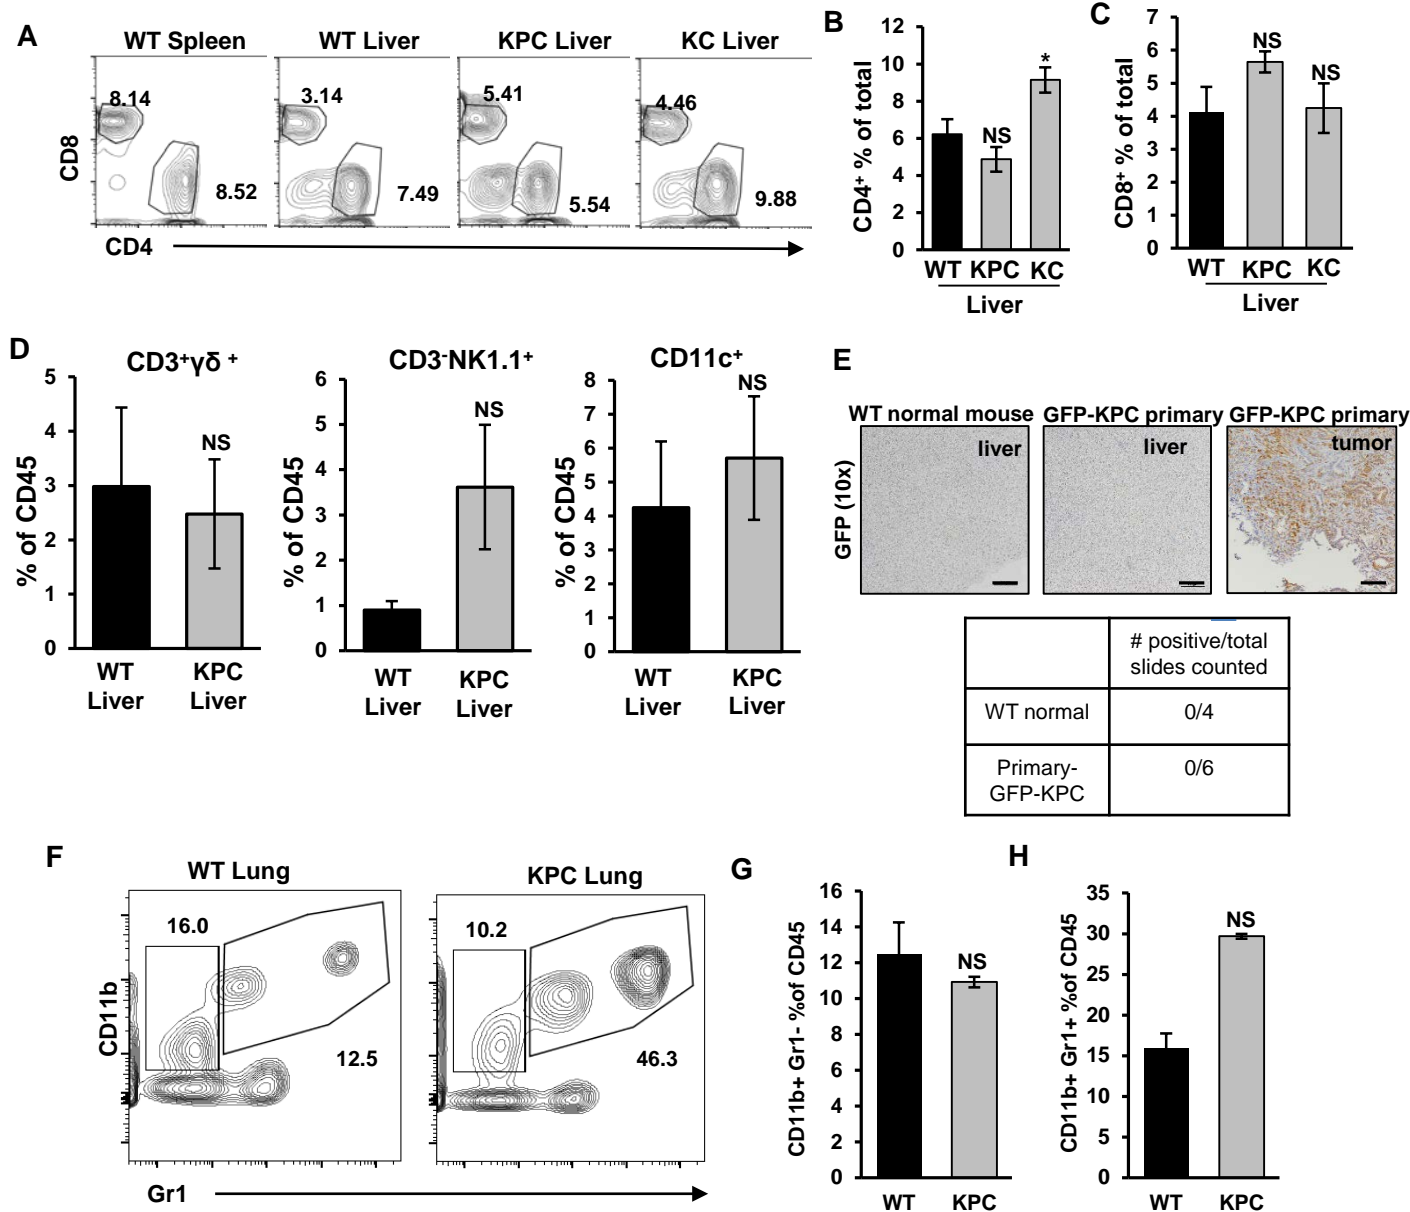 A
WT Spleen
WT Liver
KPC Liver
KC Liver
8.14
3.14
5.41
4.46
CD8
8.52
7.49
5.54
9.88
CD4
B
12
10
8
6
4
2
0
CD4⁺ % of total
NS
*
WT KPC KC
Liver
C
7
6
5
4
3
2
1
0
CD8⁺ % of total
NS
NS
WT KPC KC
Liver
D
CD3⁺γδ ⁺
5
4
3
2
1
0
% of CD45
NS
WT
Liver
KPC
Liver
CD3⁻NK1.1⁺
6
5
4
3
2
1
0
% of CD45
NS
WT
Liver
KPC
Liver
CD11c⁺
8
7
6
5
4
3
2
1
0
% of CD45
NS
WT
Liver
KPC
Liver
E
WT normal mouse
liver
GFP-KPC primary
liver
GFP-KPC primary
tumor
GFP (10x)
# positive/total
slides counted
WT normal
0/4
Primary-
GFP-KPC
0/6
F
WT Lung
KPC Lung
16.0
10.2
CD11b
12.5
46.3
Gr1
G
16
14
12
10
8
6
4
2
0
CD11b+ Gr1- %of CD45
NS
WT KPC
H
35
30
25
20
15
10
5
0
CD11b+ Gr1+ %of CD45
NS
WT KPC